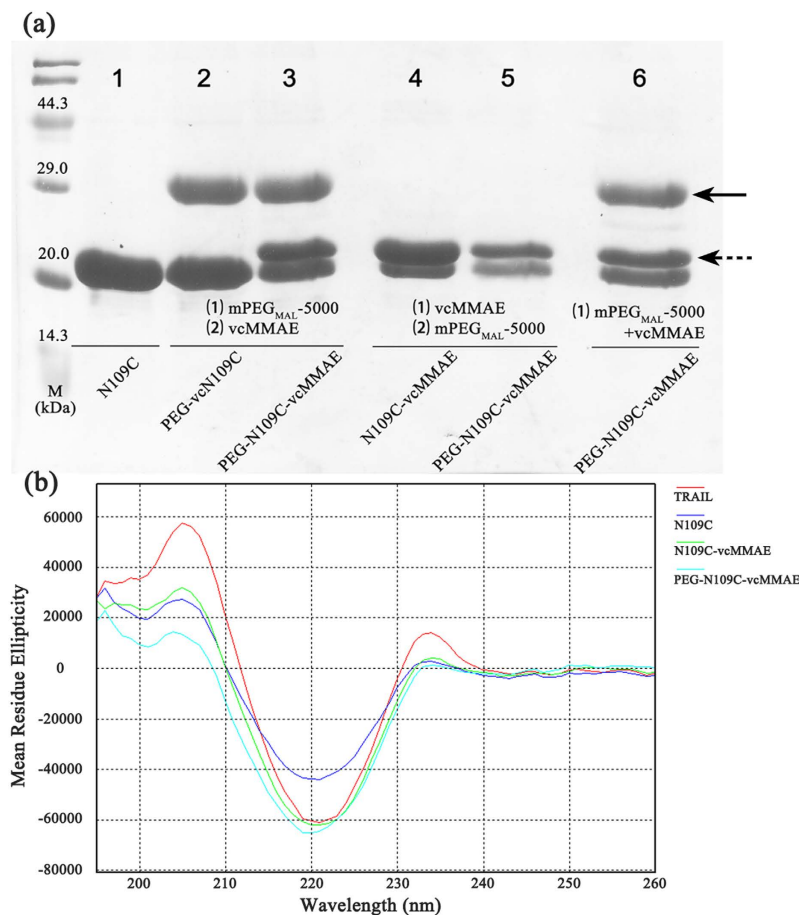 (a)
1 2 3 4 5 6
44.3
29.0
20.0
14.3
M
(kDa)
(1) mPEGMAL-5000
(2) vcMMAE
(1) vcMMAE
(2) mPEGMAL-5000
(1) mPEGMAL-5000
+vcMMAE
N109C
PEG-vcN109C
PEG-N109C-vcMMAE
N109C-vcMMAE
PEG-N109C-vcMMAE
PEG-N109C-vcMMAE
(b)
TRAIL
N109C
N109C-vcMMAE
PEG-N109C-vcMMAE
Mean Residue Ellipticity
60000
40000
20000
0
-20000
-40000
-60000
-80000
200 210 220 230 240 250 260
Wavelength (nm)